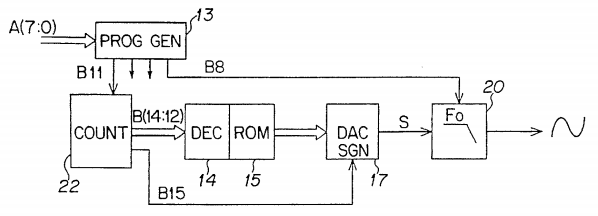 13
A(7:0)
PROG GEN
B11
B8
20
COUNT
B(14:12)
DEC
ROM
DAC
SGN
S
Fo
22
14
15
17
B15